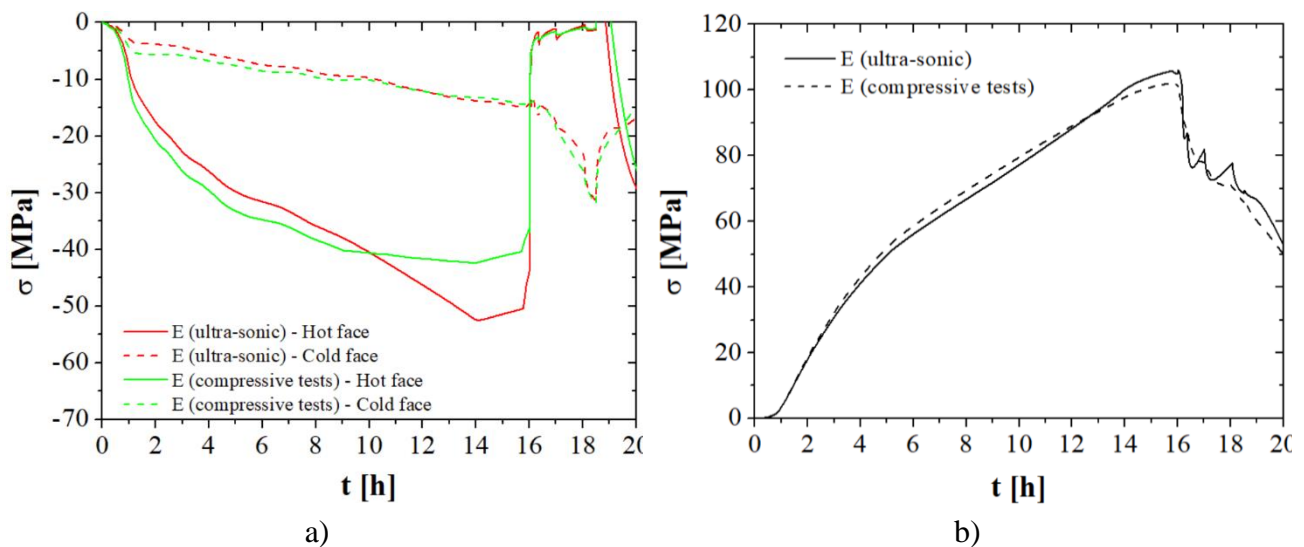 0
-10
-20
-30
-40
-50
-60
-70
σ [MPa]
E (ultra-sonic) - Hot face
E (ultra-sonic) - Cold face
E (compressive tests) - Hot face
E (compressive tests) - Cold face
0 2 4 6 8 10 12 14 16 18 20
t [h]
a)
120
100
80
60
40
20
0
σ [MPa]
E (ultra-sonic)
E (compressive tests)
0 2 4 6 8 10 12 14 16 18 20
t [h]
b)